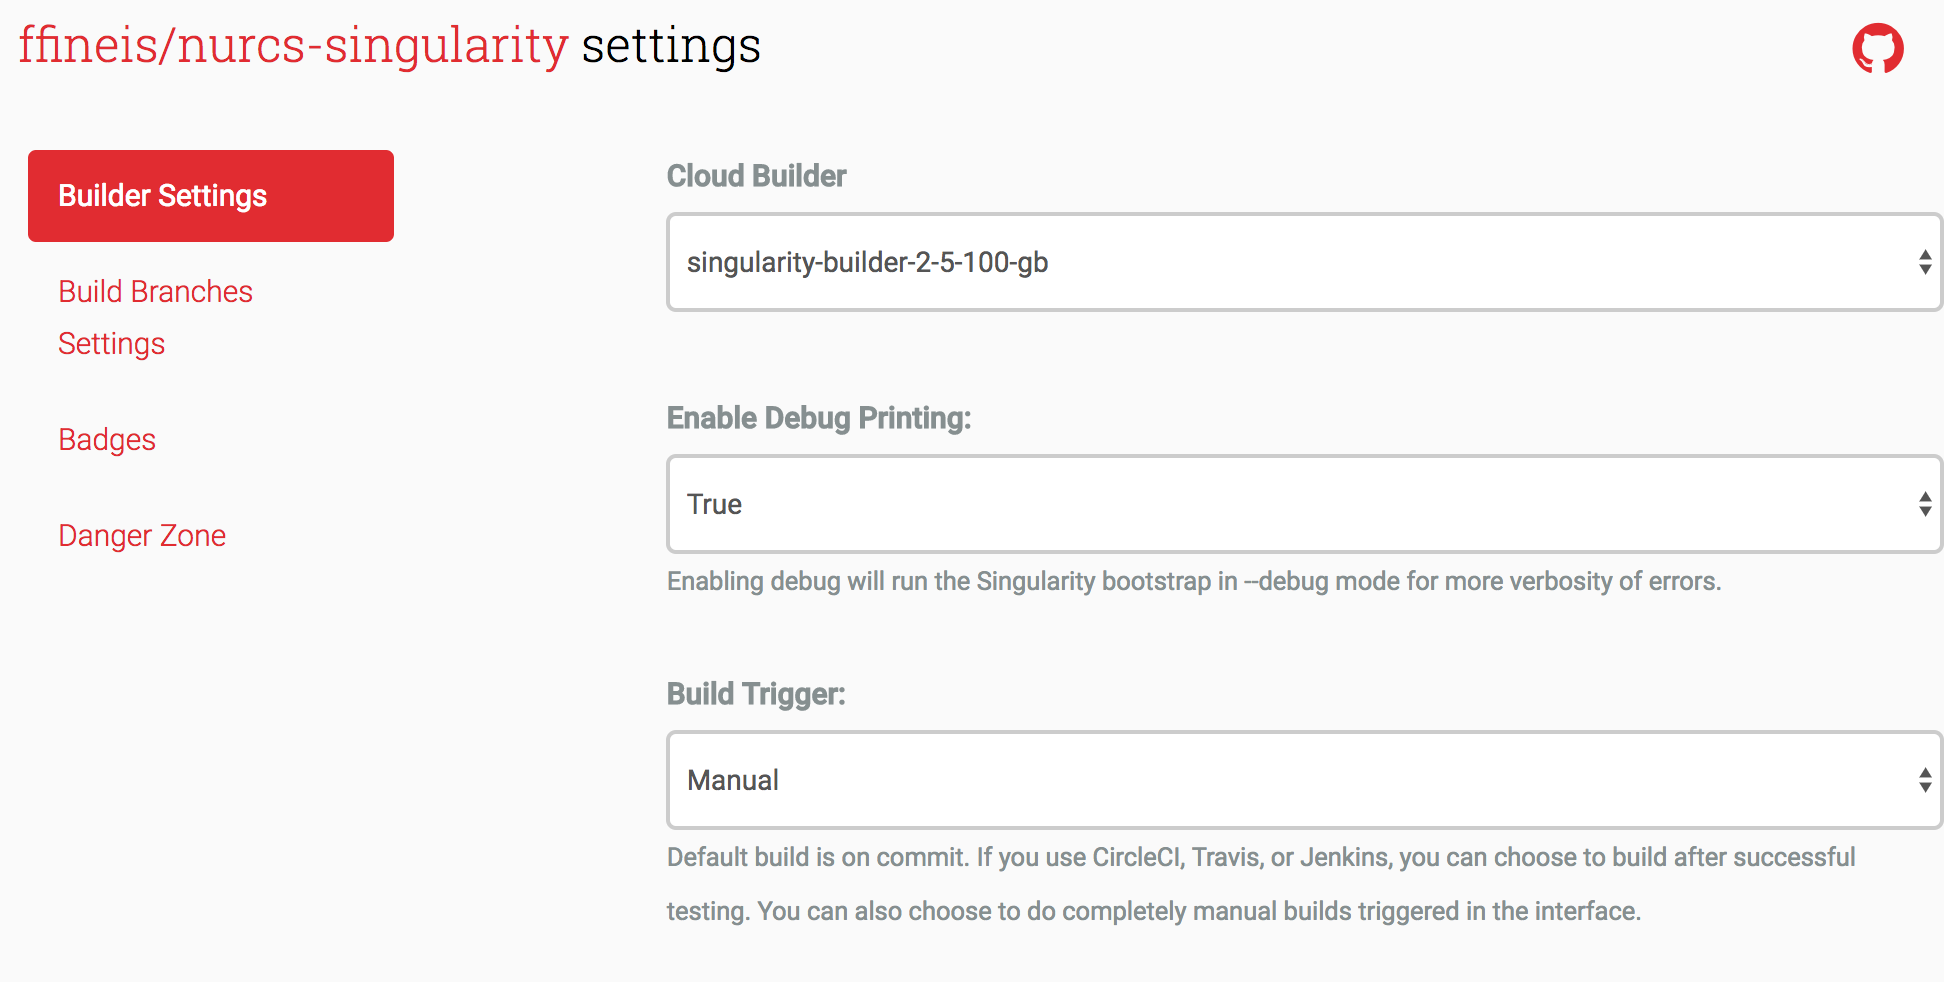 ffineis/nurcs-singularity settings
Builder Settings
Build Branches
Settings
Badges
Danger Zone
Cloud Builder
singularity-builder-2-5-100-gb
Enable Debug Printing:
True
Enabling debug will run the Singularity bootstrap in --debug mode for more verbosity of errors.
Build Trigger:
Manual
Default build is on commit. If you use CircleCI, Travis, or Jenkins, you can choose to build after successful
testing. You can also choose to do completely manual builds triggered in the interface.